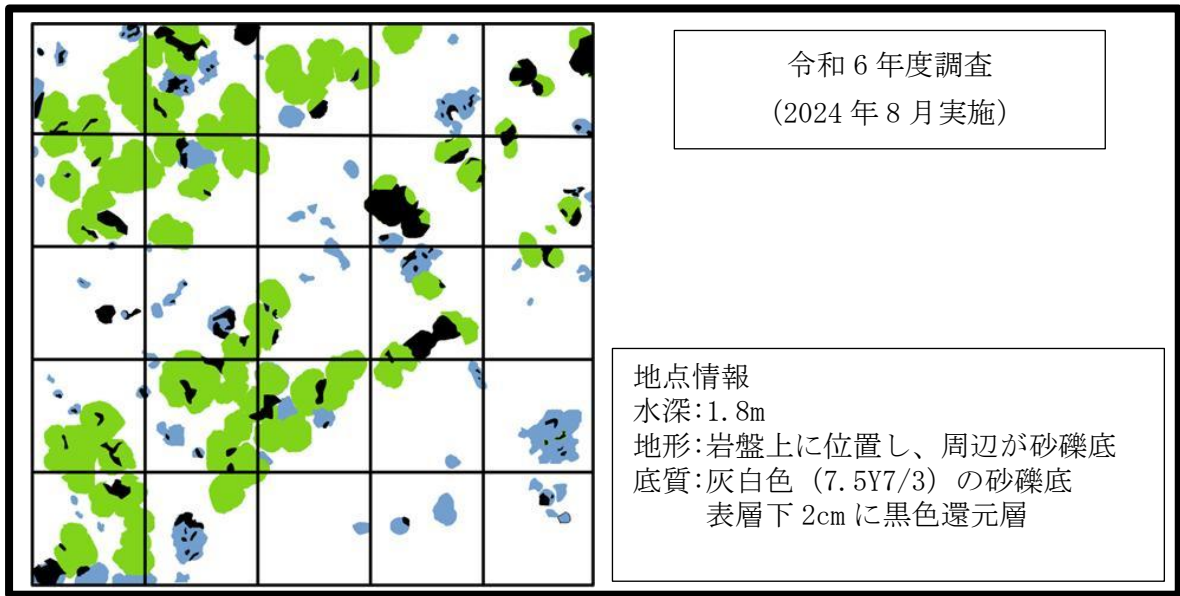 令和6年度調査
(2024年8月実施)
地点情報
水深:1.8m
地形:岩盤上に位置し、周辺が砂礫底
底質:灰白色 (7.5Y7/3) の砂礫底
表層下 2cm に黒色還元層